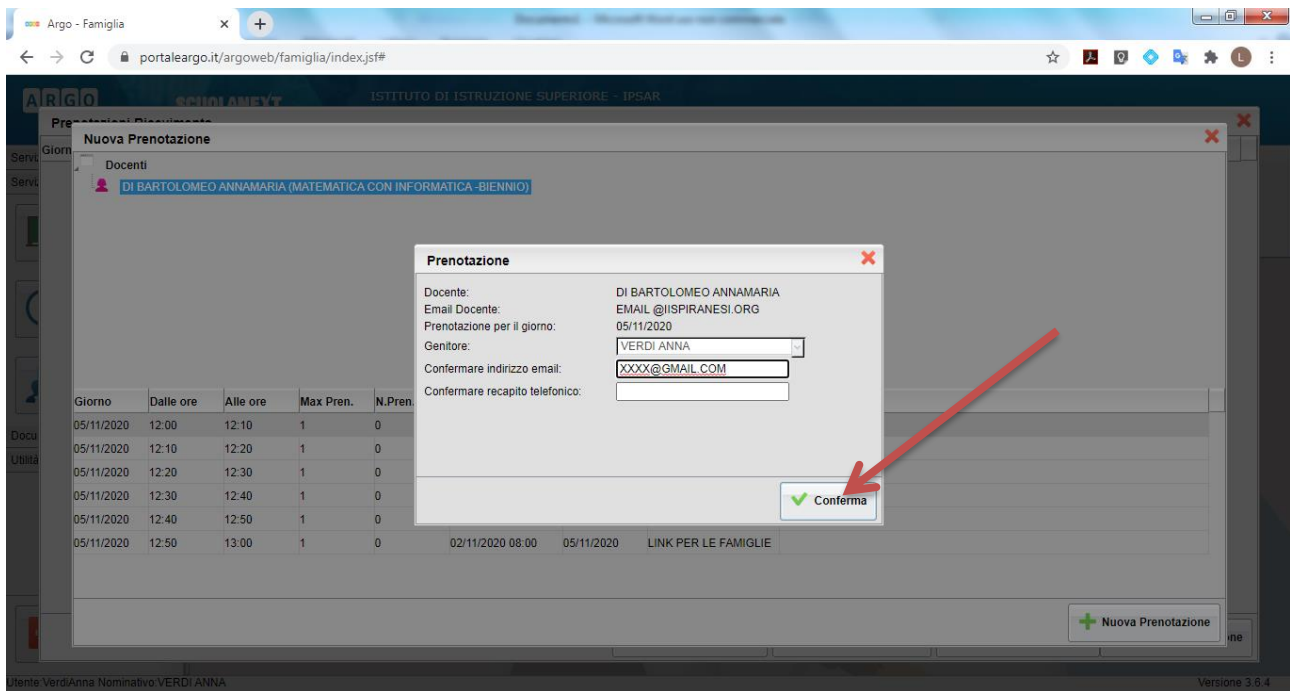 Argo - Famiglia
portaleargo.it/argoweb/famiglia/index.jsf#
L
ARGO
SCUOLANEXT
ISTITUTO DI ISTRUZIONE SUPERIORE - IPSAR
Nuova Prenotazione
Docenti
DI BARTOLOMEO ANNAMARIA (MATEMATICA CON INFORMATICA -BIENNIO)
Prenotazione
Docente: DI BARTOLOMEO ANNAMARIA
Email Docente: EMAIL @IISPIRANESI.ORG
Prenotazione per il giorno: 05/11/2020
Genitore: VERDI ANNA
Confermare indirizzo email: XXXX@GMAIL.COM
Confermare recapito telefonico:
Conferma
Giorno Dalle ore Alle ore Max Pren. N.Pren.
05/11/2020 12:00 12:10 1 0
05/11/2020 12:10 12:20 1 0
05/11/2020 12:20 12:30 1 0
05/11/2020 12:30 12:40 1 0
05/11/2020 12:40 12:50 1 0
05/11/2020 12:50 13:00 1 0 02/11/2020 08:00 05/11/2020 LINK PER LE FAMIGLIE
Nuova Prenotazione
Utente:VerdiAnna Nominativo:VERDI ANNA
Versione 3.6.4